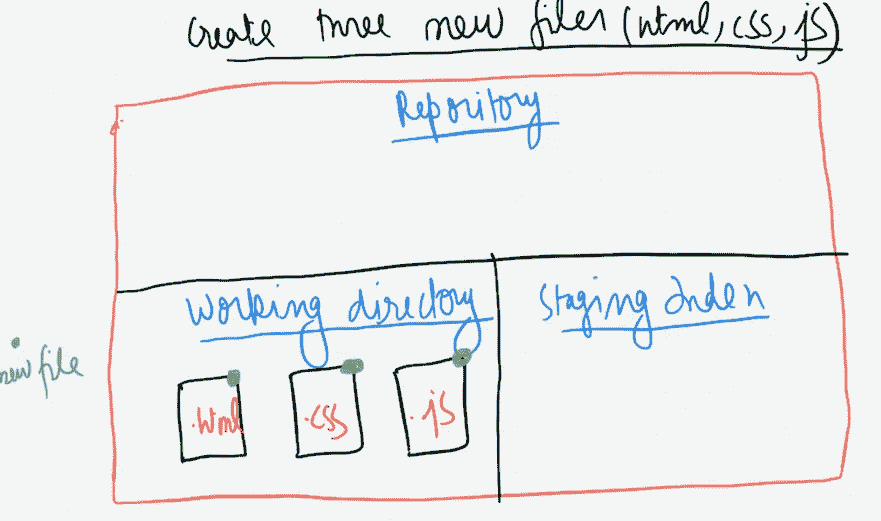 create three new files (html, css, js)
Repository
Working directory
Staging Index
new file
.html
.css
.js